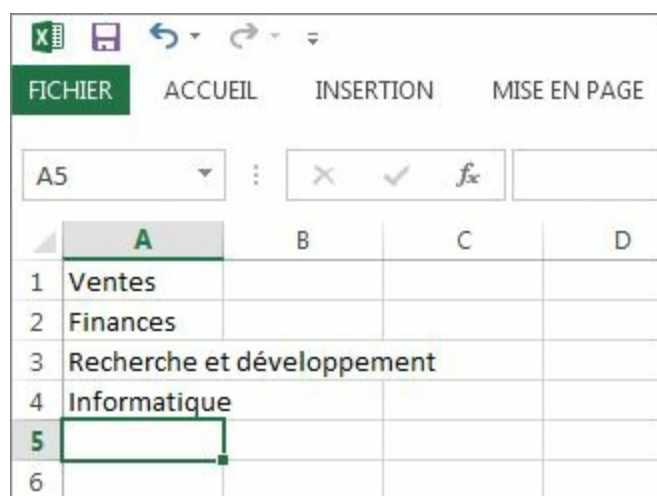 FICHIER ACCUEIL INSERTION MISE EN PAGE
A5 fx
A B C D
1 Ventes
2 Finances
3 Recherche et développement
4 Informatique
5
6